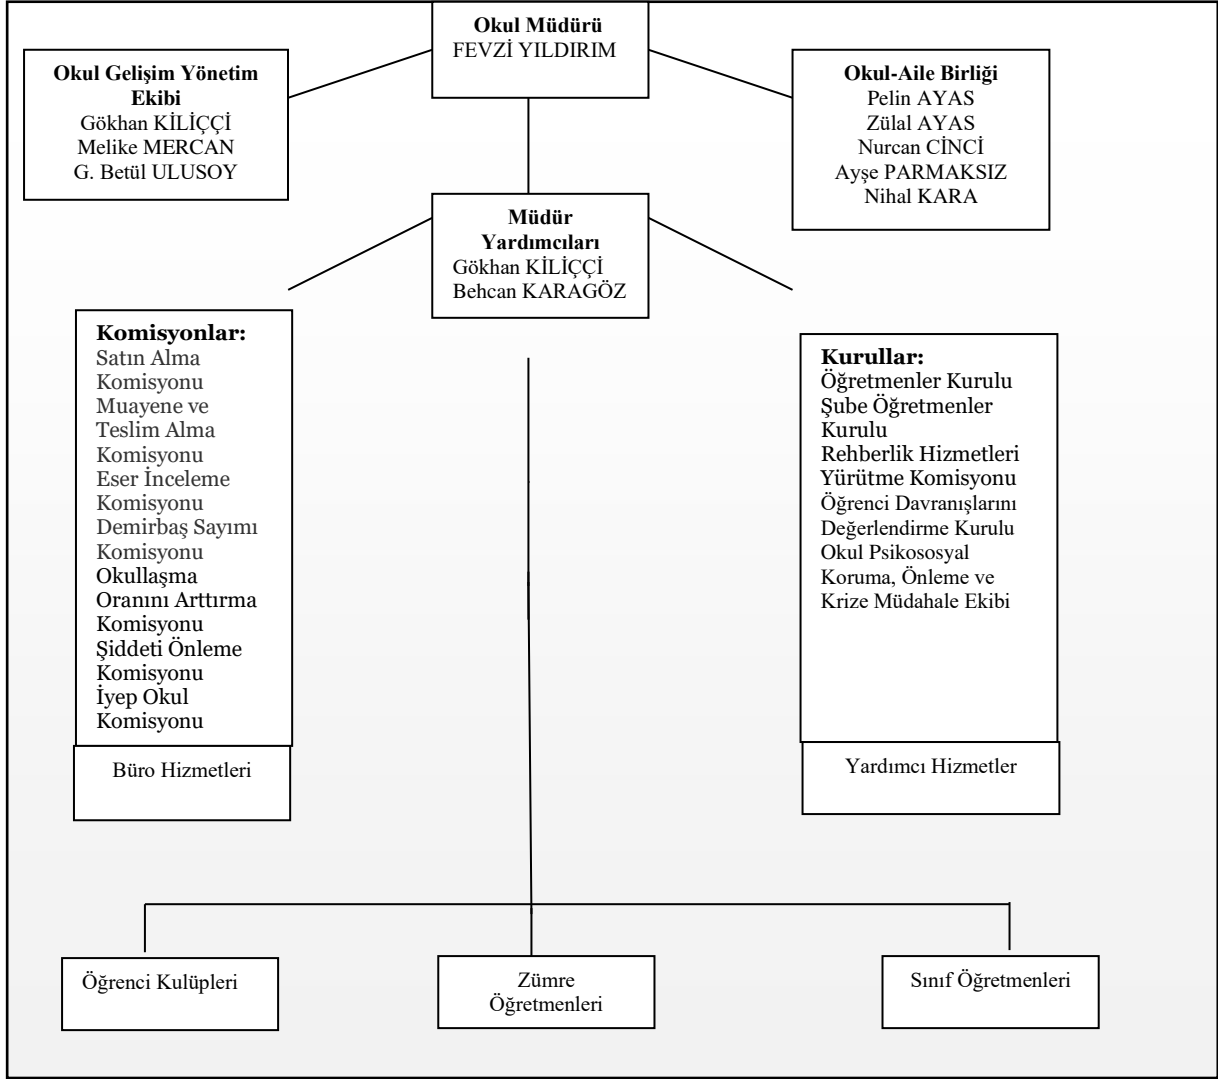 Okul Müdürü
FEVZİ YILDIRIM
Okul Gelişim Yönetim
Ekibi
Gökhan KİLİÇÇİ
Melike MERCAN
G. Betül ULUSOY
Okul-Aile Birliği
Pelin AYAS
Zülal AYAS
Nurcan CİNCİ
Ayşe PARMAKSIZ
Nihal KARA
Müdür
Yardımcıları
Gökhan KİLİÇÇİ
Behcan KARAGÖZ
Komisyonlar:
Satın Alma
Komisyonu
Muayene ve
Teslim Alma
Komisyonu
Eser İnceleme
Komisyonu
Demirbaş Sayımı
Komisyonu
Okullaşma
Oranını Arttırma
Komisyonu
Şiddeti Önleme
Komisyonu
İyep Okul
Komisyonu
Büro Hizmetleri
Kurullar:
Öğretmenler Kurulu
Şube Öğretmenler
Kurulu
Rehberlik Hizmetleri
Yürütme Komisyonu
Öğrenci Davranışlarını
Değerlendirme Kurulu
Okul Psikososyal
Koruma, Önleme ve
Krize Müdahale Ekibi
Yardımcı Hizmetler
Öğrenci Kulüpleri
Zümre
Öğretmenleri
Sınıf Öğretmenleri